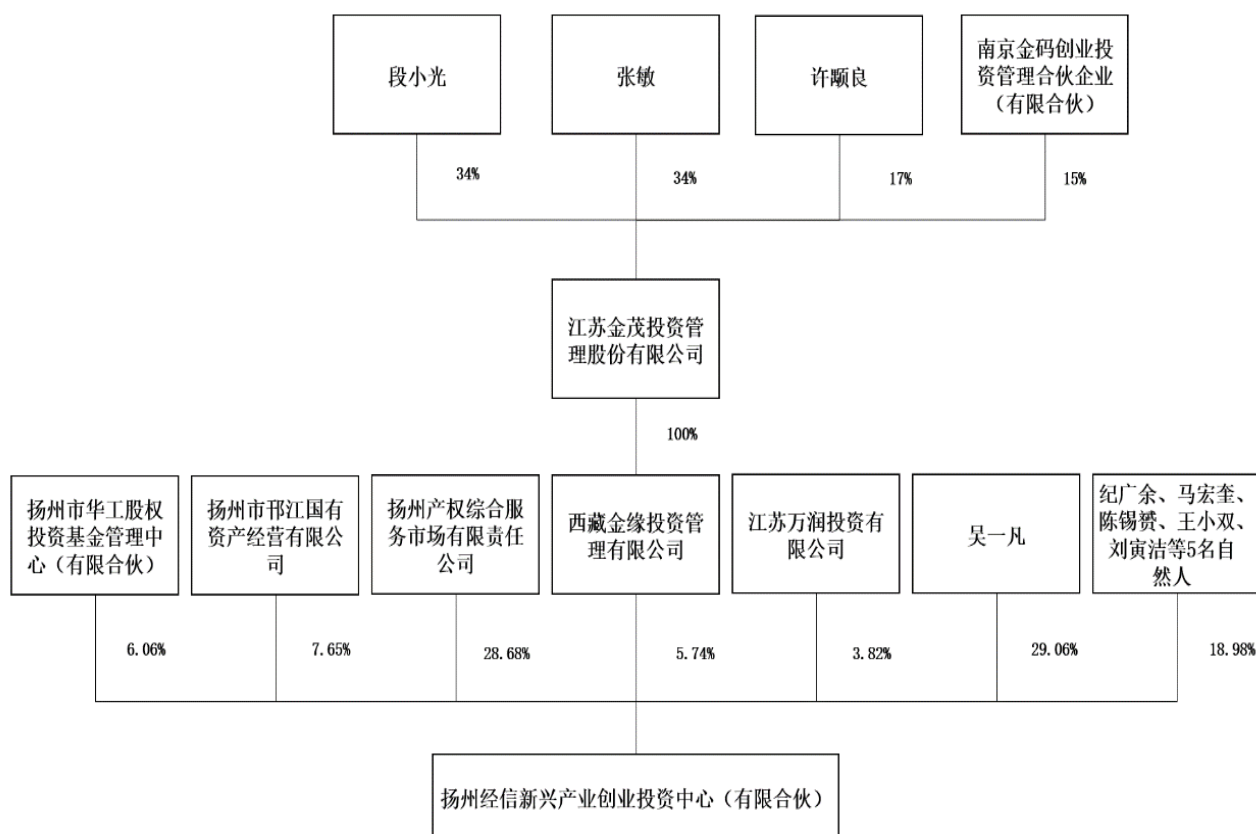 段小光
张敏
许颙良
南京金码创业投
资管理合伙企业
（有限合伙）
34%
34%
17%
15%
江苏金茂投资管
理股份有限公司
100%
扬州市华工股权
投资基金管理中
心（有限合伙）
扬州市邗江国有
资产经营有限公
司
扬州产权综合服
务市场有限责任
公司
西藏金缘投资管
理有限公司
江苏万润投资有
限公司
吴一凡
纪广余、马宏奎、
陈锡赟、王小双、
刘寅洁等5名自
然人
6.06%
7.65%
28.68%
5.74%
3.82%
29.06%
18.98%
扬州经信新兴产业创业投资中心（有限合伙）